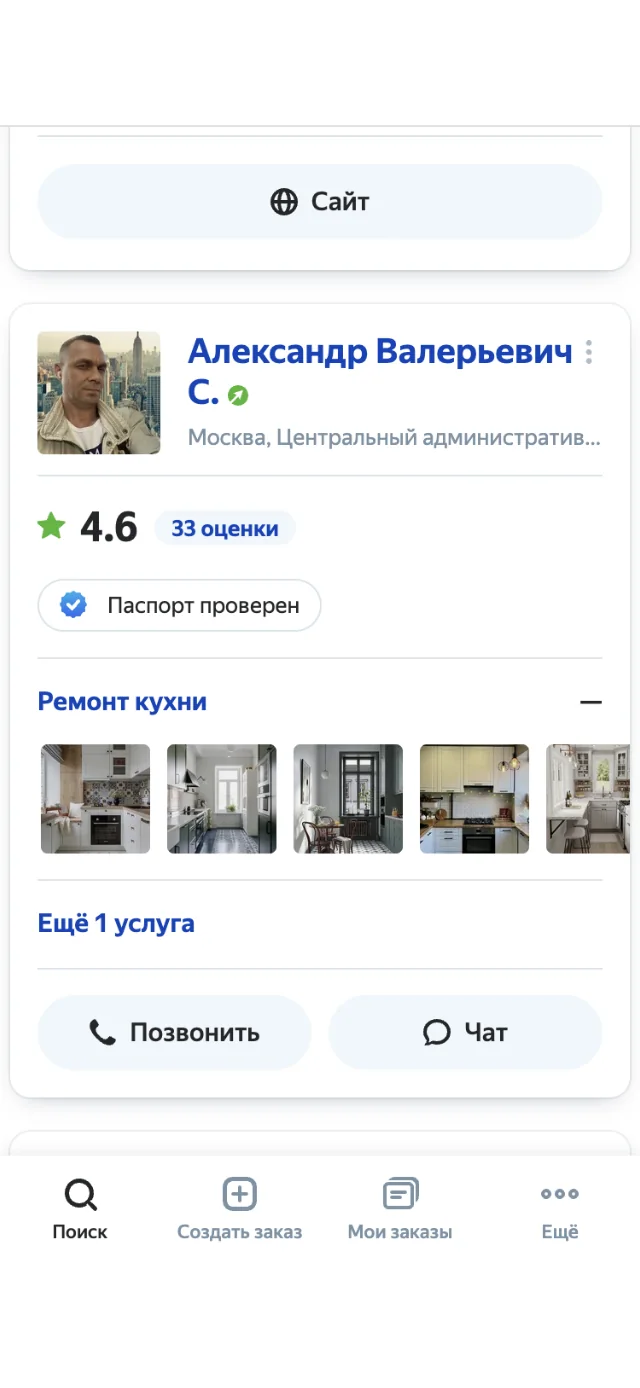 Сайт
Александр Валерьевич
С.
Москва, Центральный административ...
4.6 33 оценки
Паспорт проверен
Ремонт кухни
Ещё 1 услуга
Позвонить Чат
Поиск Создать заказ Мои заказы Ещё